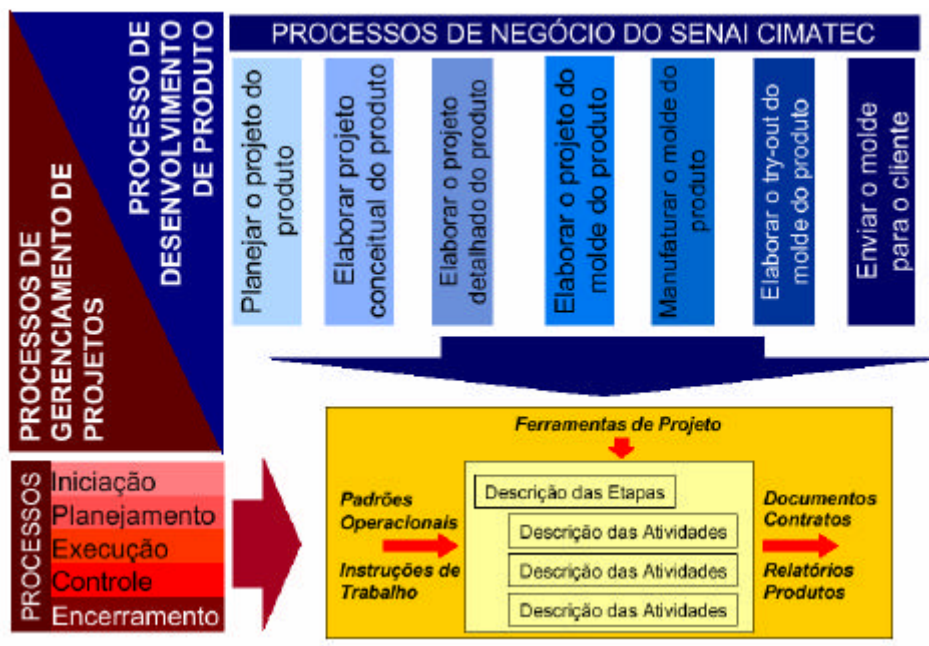 PROCESSOS DE
GERENCIAMENTO DE
PROJETOS
PROCESSO DE
DESENVOLVIMENTO
DE PRODUTO
PROCESSOS DE NEGÓCIO DO SENAI CIMATEC
Planejar o projeto do
produto
Elaborar projeto
conceitual do produto
Elaborar o projeto
detalhado do produto
Elaborar o projeto do
molde do produto
Manufaturar o molde do
produto
Elaborar o try-out do
molde do produto
Enviar o molde
para o cliente
PROCESSOS
Iniciação
Planejamento
Execução
Controle
Encerramento
Ferramentas de Projeto
Padrões
Operacionais
Instruções de
Trabalho
Descrição das Etapas
Descrição das Atividades
Descrição das Atividades
Descrição das Atividades
Documentos
Contratos
Relatórios
Produtos